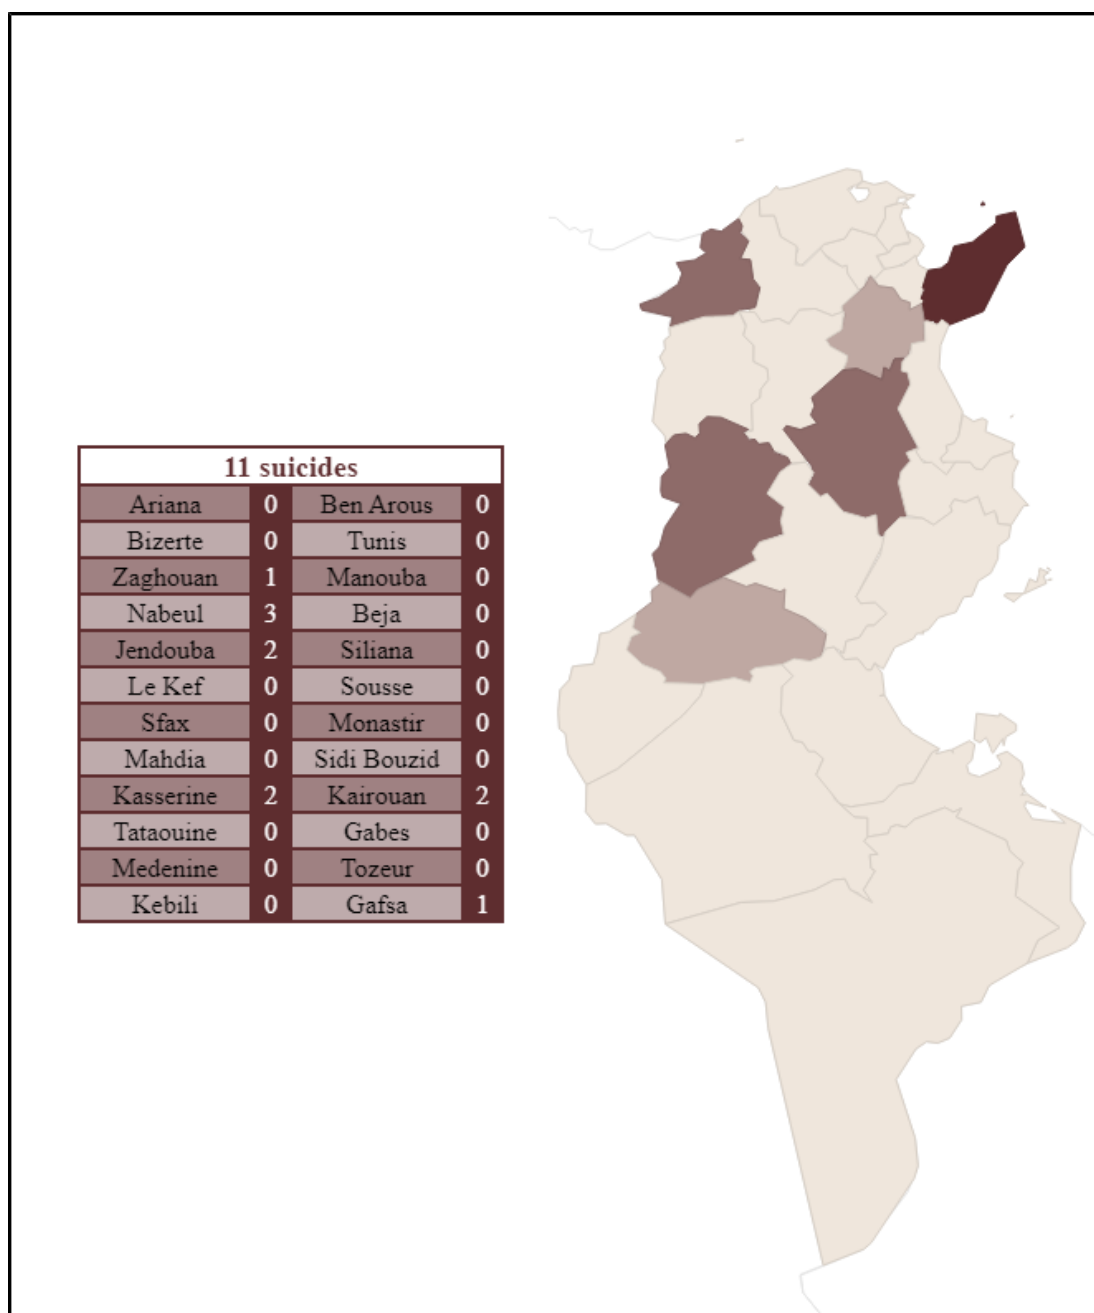 11 suicides
Ariana 0 Ben Arous 0
Bizerte 0 Tunis 0
Zaghouan 1 Manouba 0
Nabeul 3 Beja 0
Jendouba 2 Siliana 0
Le Kef 0 Sousse 0
Sfax 0 Monastir 0
Mahdia 0 Sidi Bouzid 0
Kasserine 2 Kairouan 2
Tataouine 0 Gabes 0
Medenine 0 Tozeur 0
Kebili 0 Gafsa 1